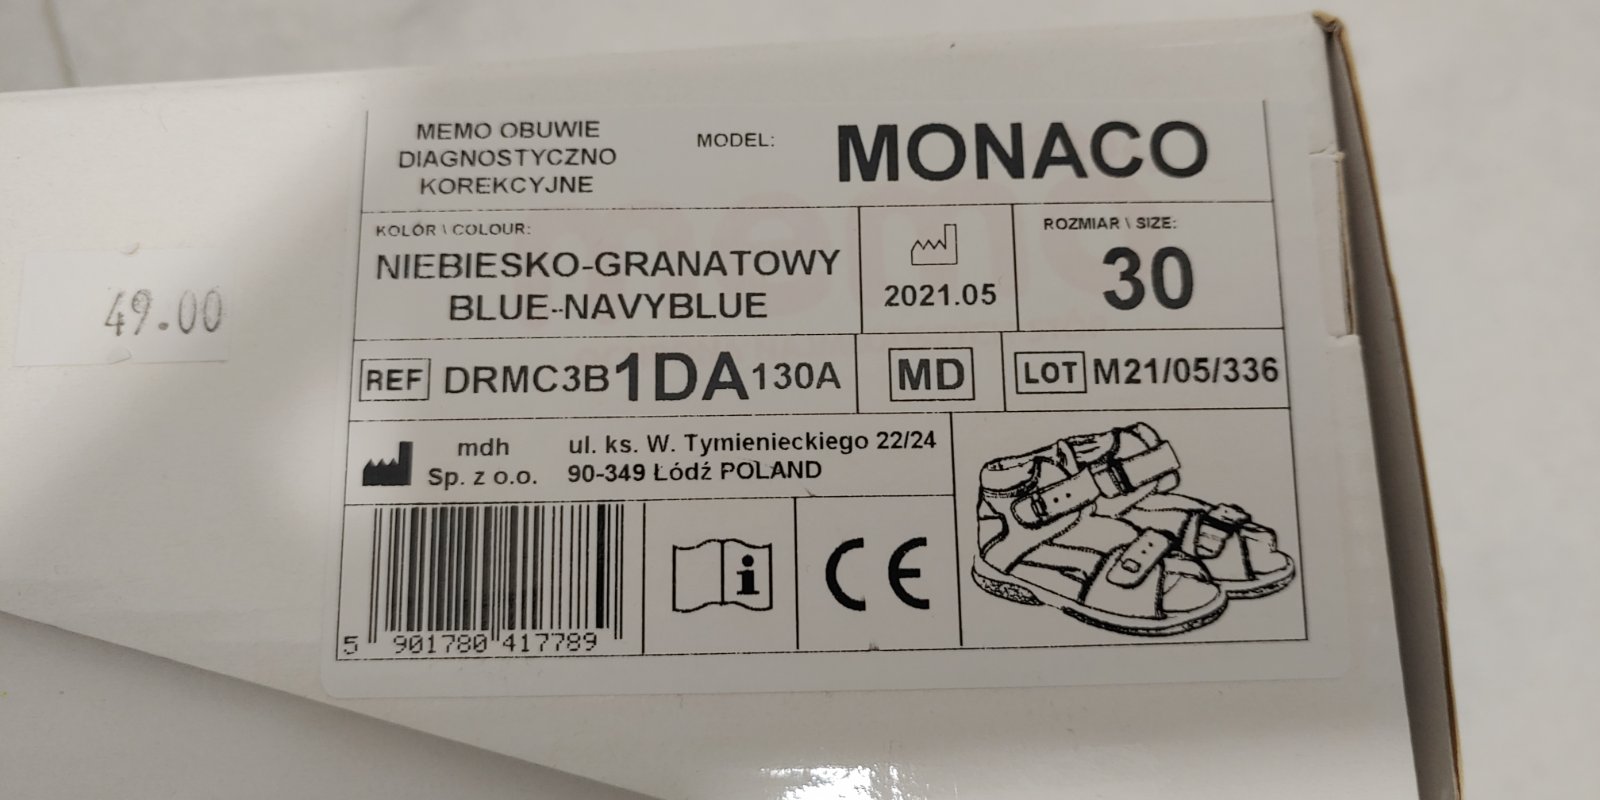 MEMO OBUWIE
DIAGNOSTYCZNO
KOREKCYJNE
MODEL:
MONACO
KOLOR \ COLOUR:
NIEBIESKO-GRANATOWY
BLUE-NAVYBLUE
2021.05
ROZMIAR \ SIZE:
30
49.00
REF DRMC3B1DA130A
MD
LOT M21/05/336
mdh
Sp. z o.o.
ul. ks. W. Tymienieckiego 22/24
90-349 Łódź POLAND
5 901780 417789
i
CE